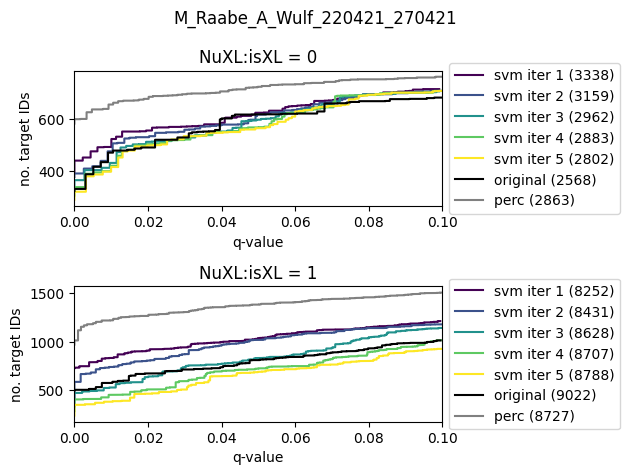 M_Raabe_A_Wulf_220421_270421
NuXL:isXL = 0
no. target IDs
600
400
0.00 0.02 0.04 0.06 0.08 0.10
q-value
svm iter 1 (3338)
svm iter 2 (3159)
svm iter 3 (2962)
svm iter 4 (2883)
svm iter 5 (2802)
original (2568)
perc (2863)
NuXL:isXL = 1
no. target IDs
1500
1000
500
0.00 0.02 0.04 0.06 0.08 0.10
q-value
svm iter 1 (8252)
svm iter 2 (8431)
svm iter 3 (8628)
svm iter 4 (8707)
svm iter 5 (8788)
original (9022)
perc (8727)